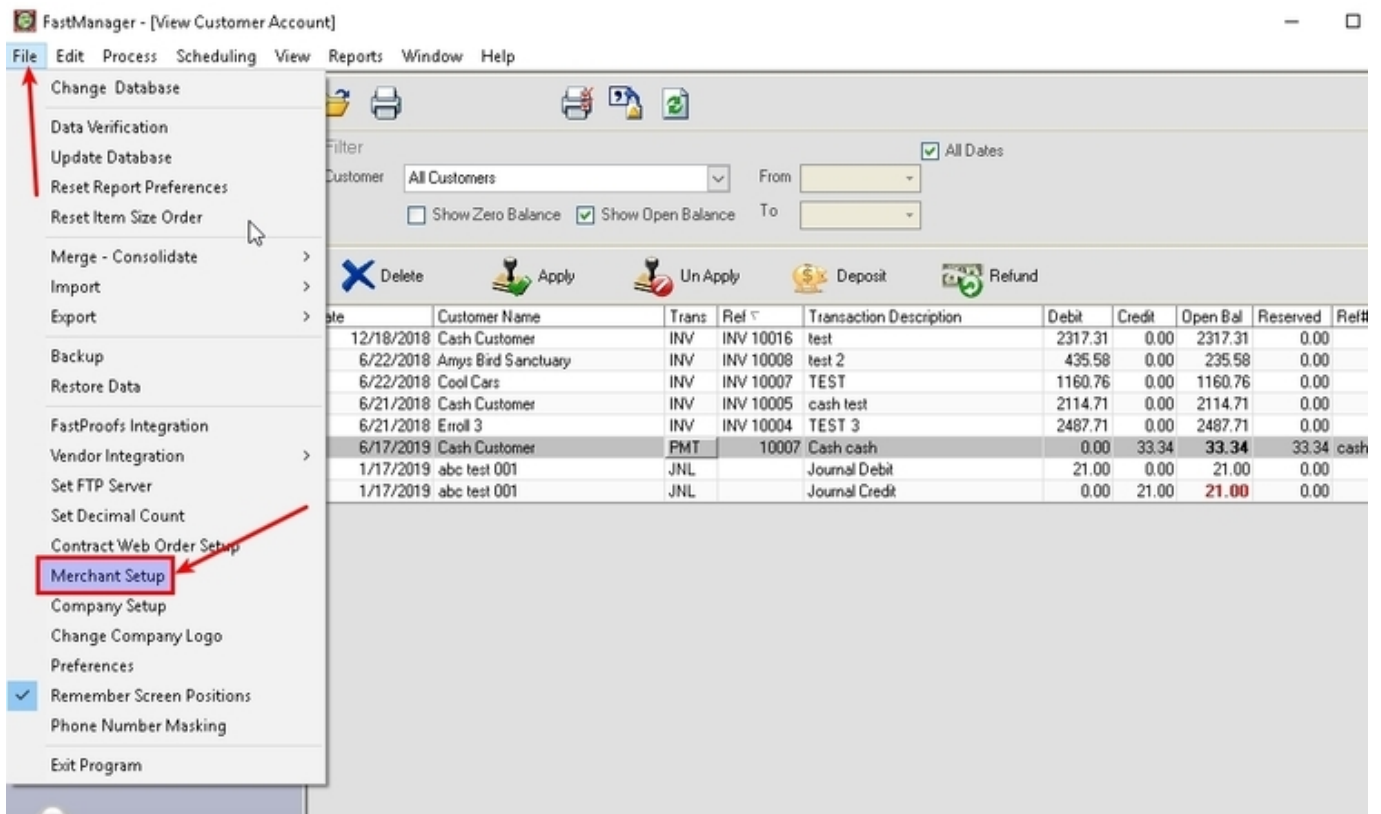 FastManager - [View Customer Account]
File Edit Process Scheduling View Reports Window Help
Change Database
Data Verification
Update Database
Reset Report Preferences
Reset Item Size Order
Merge - Consolidate
Import
Export
Backup
Restore Data
FastProofs Integration
Vendor Integration
Set FTP Server
Set Decimal Count
Contract Web Order Setup
Merchant Setup
Company Setup
Change Company Logo
Preferences
Remember Screen Positions
Phone Number Masking
Exit Program
Filter
All Dates
Customer All Customers From
Show Zero Balance Show Open Balance To
Delete Apply Un Apply Deposit Refund
ate Customer Name Trans Ref Transaction Description Debit Credit Open Bal Reserved Ref#
12/18/2018 Cash Customer INV INV 10016 test 2317.31 0.00 2317.31 0.00
6/22/2018 Amys Bird Sanctuary INV INV 10008 test 2 435.58 0.00 235.58 0.00
6/22/2018 Cool Cars INV INV 10007 TEST 1160.76 0.00 1160.76 0.00
6/21/2018 Cash Customer INV INV 10005 cash test 2114.71 0.00 2114.71 0.00
6/21/2018 Erroll 3 INV INV 10004 TEST 3 2487.71 0.00 2487.71 0.00
6/17/2019 Cash Customer PMT 10007 Cash cash 0.00 33.34 33.34 33.34 cash
1/17/2019 abc test 001 JNL Journal Debit 21.00 0.00 21.00 0.00
1/17/2019 abc test 001 JNL Journal Credit 0.00 21.00 21.00 0.00